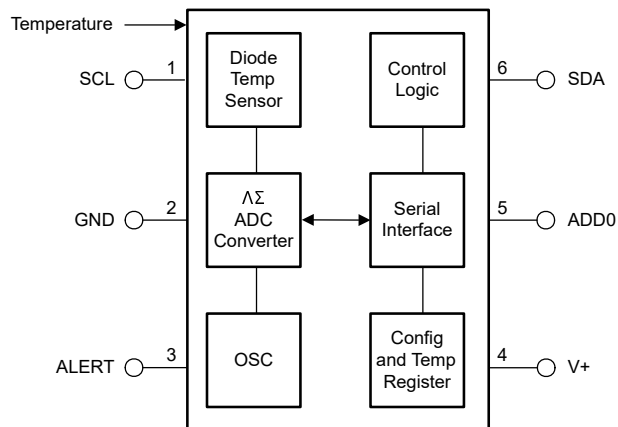 Temperature
SCL
1
Diode
Temp
Sensor
Control
Logic
6
SDA
GND
2
ΛΣ
ADC
Converter
Serial
Interface
5
ADD0
ALERT
3
OSC
Config
and Temp
Register
4
V+